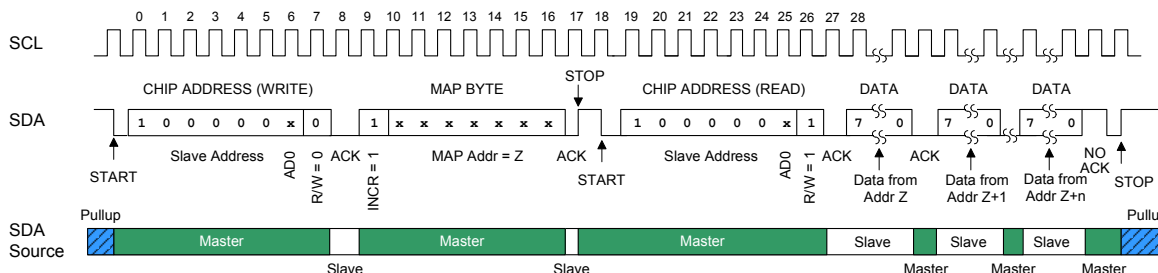 0 1 2 3 4 5 6 7 8 9 10 11 12 13 14 15 16 17 18 19 20 21 22 23 24 25 26 27 28
SCL
STOP
CHIP ADDRESS (WRITE) MAP BYTE CHIP ADDRESS (READ) DATA DATA DATA
SDA
1 0 0 0 0 0 x 0 1 x x x x x x x 1 0 0 0 0 0 x 1 7 0 7 0 7 0
START
Slave Address
AD0
R/W = 0
ACK
INCR = 1
MAP Addr = Z
ACK
START
Slave Address
AD0
R/W = 1
ACK
Data from
Addr Z
ACK
Data from
Addr Z+1
Data from
Addr Z+n
NO
ACK
STOP
Pullup
Pullu
SDA
Source
Master Master Master Slave Slave Slave
Slave Slave Master Master Master